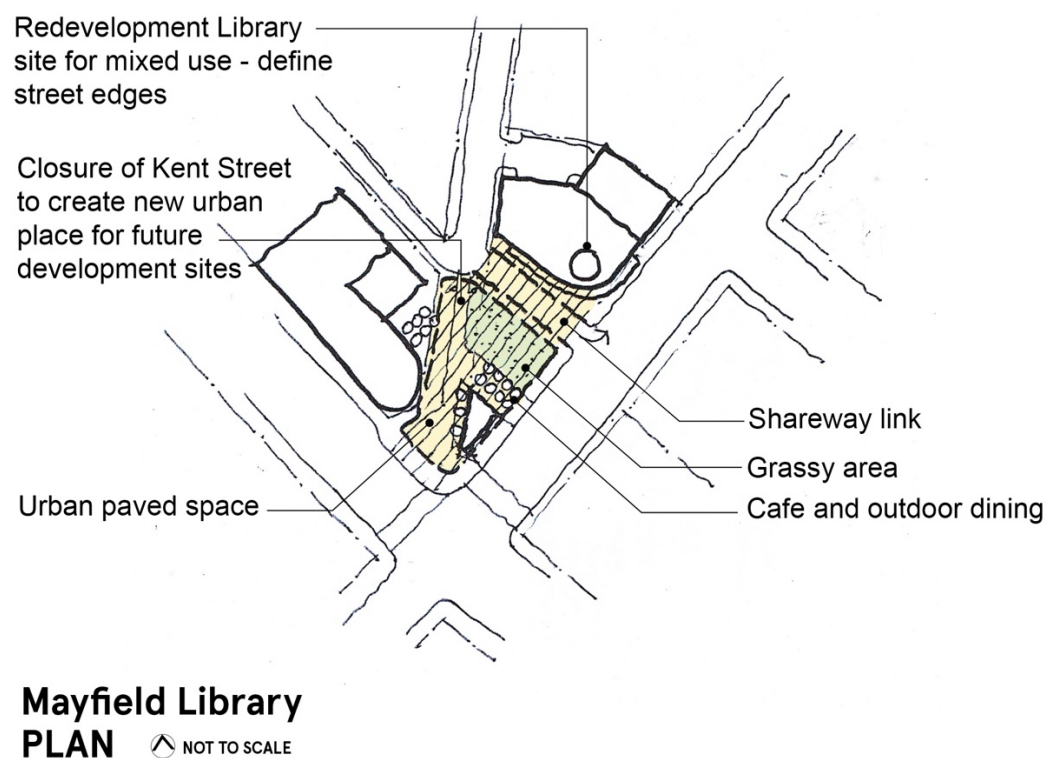 Redevelopment Library
site for mixed use - define
street edges
Closure of Kent Street
to create new urban
place for future
development sites
Shareway link
Grassy area
Cafe and outdoor dining
Urban paved space
Mayfield Library
PLAN NOT TO SCALE